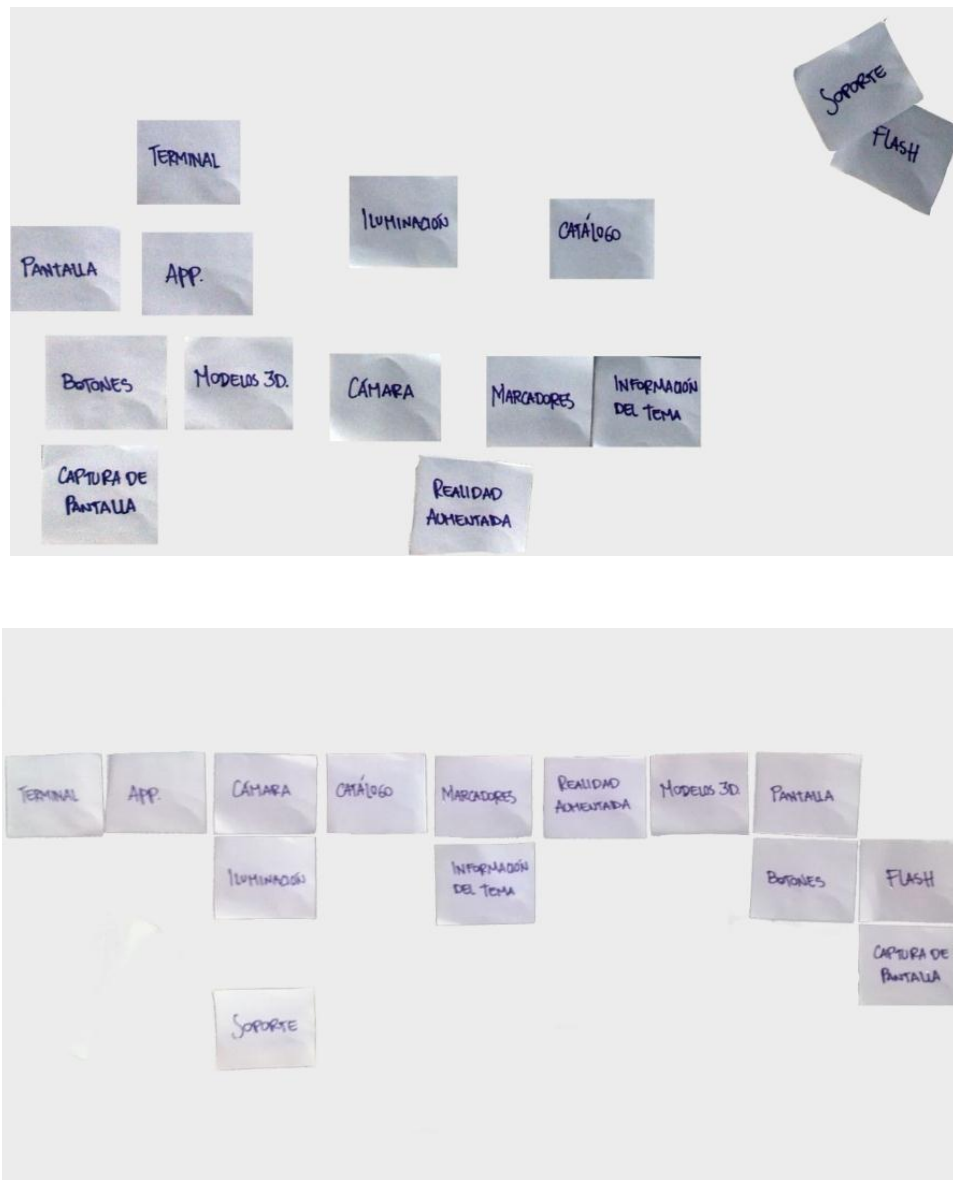 SOPORTE
FLASH
TERMINAL
ILUMINACIÓN
CATÁLOGO
PANTALLA
APP.
BOTONES
MODELOS 3D.
CÁMARA
MARCADORES
INFORMACIÓN
DEL TEMA
CAPTURA DE
PANTALLA
REALIDAD
AUMENTADA
TERMINAL
APP.
CÁMARA
CATÁLOGO
MARCADORES
REALIDAD
AUMENTADA
MODELOS 3D.
PANTALLA
ILUMINACIÓN
INFORMACIÓN
DEL TEMA
BOTONES
FLASH
CAPTURA DE
PANTALLA
SOPORTE